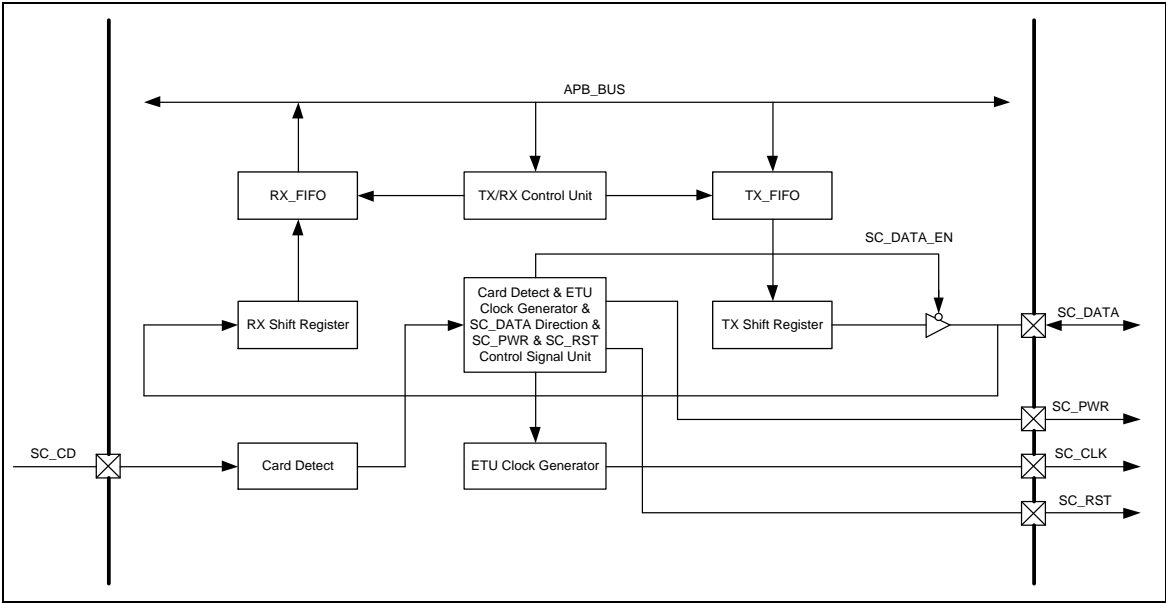 APB_BUS
RX_FIFO
TX/RX Control Unit
TX_FIFO
SC_DATA_EN
Card Detect & ETU
Clock Generator &
SC_DATA Direction &
SC_PWR & SC_RST
Control Signal Unit
RX Shift Register
TX Shift Register
SC_DATA
SC_PWR
SC_CD
Card Detect
ETU Clock Generator
SC_CLK
SC_RST